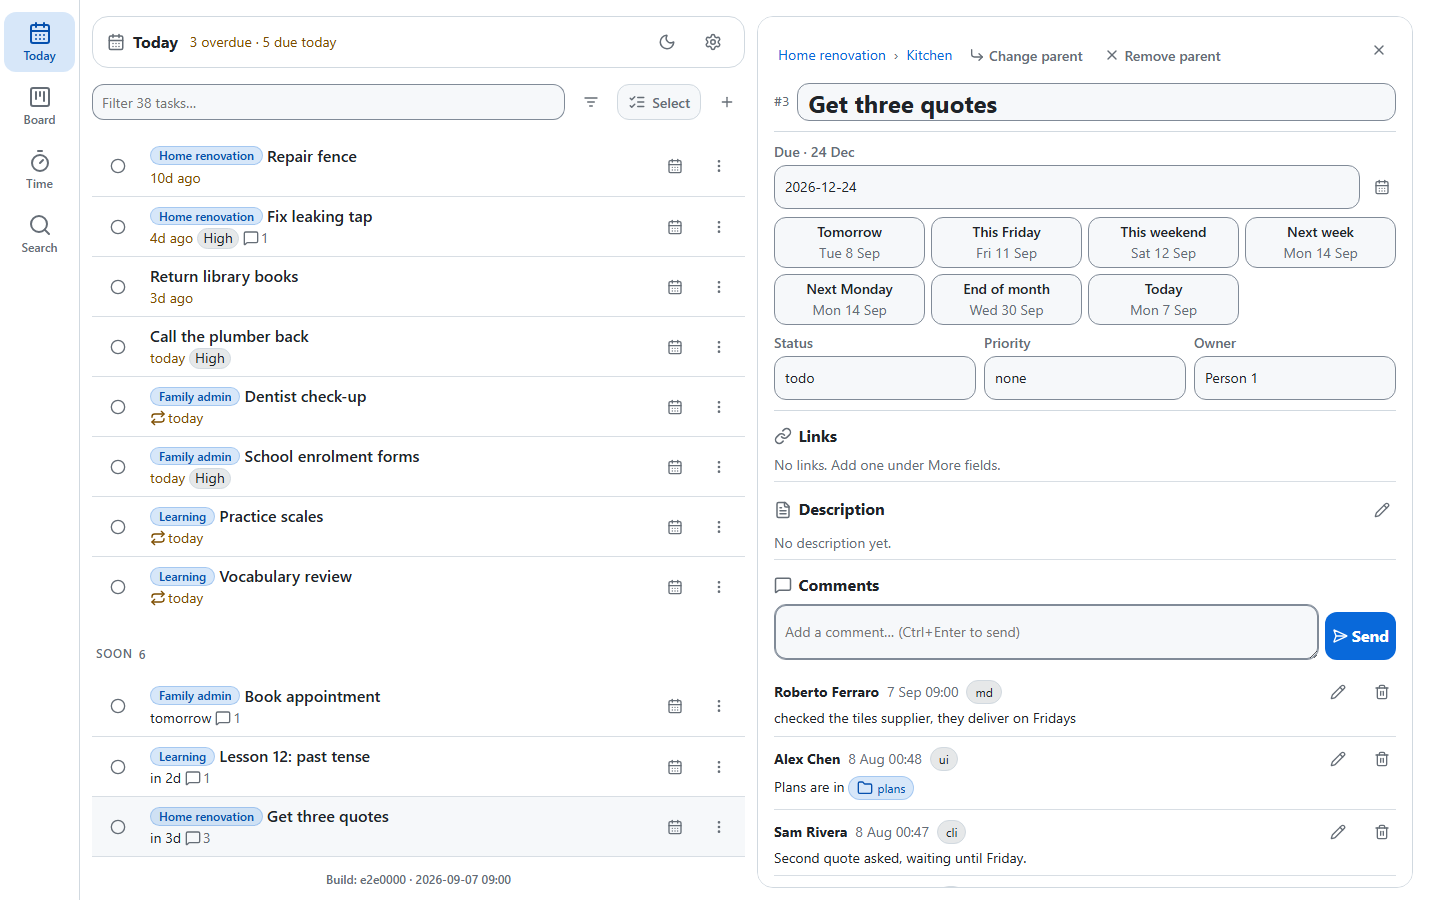 Today
Board
Time
Search
Today 3 overdue · 5 due today
Filter 38 tasks...
Select
Home renovation Repair fence
10d ago
Home renovation Fix leaking tap
4d ago High 1
Return library books
3d ago
Call the plumber back
today High
Family admin Dentist check-up
today
Family admin School enrolment forms
today High
Learning Practice scales
today
Learning Vocabulary review
today
SOON 6
Family admin Book appointment
tomorrow 1
Learning Lesson 12: past tense
in 2d 1
Home renovation Get three quotes
in 3d 3
Build: e2e0000 · 2026-09-07 09:00
Home renovation › Kitchen Change parent Remove parent
#3 Get three quotes
Due · 24 Dec
2026-12-24
Tomorrow
Tue 8 Sep
This Friday
Fri 11 Sep
This weekend
Sat 12 Sep
Next week
Mon 14 Sep
Next Monday
Mon 14 Sep
End of month
Wed 30 Sep
Today
Mon 7 Sep
Status
todo
Priority
none
Owner
Person 1
Links
No links. Add one under More fields.
Description
No description yet.
Comments
Add a comment... (Ctrl+Enter to send)
Send
Roberto Ferraro 7 Sep 09:00 md
checked the tiles supplier, they deliver on Fridays
Alex Chen 8 Aug 00:48 ui
Plans are in plans
Sam Rivera 8 Aug 00:47 cli
Second quote asked, waiting until Friday.